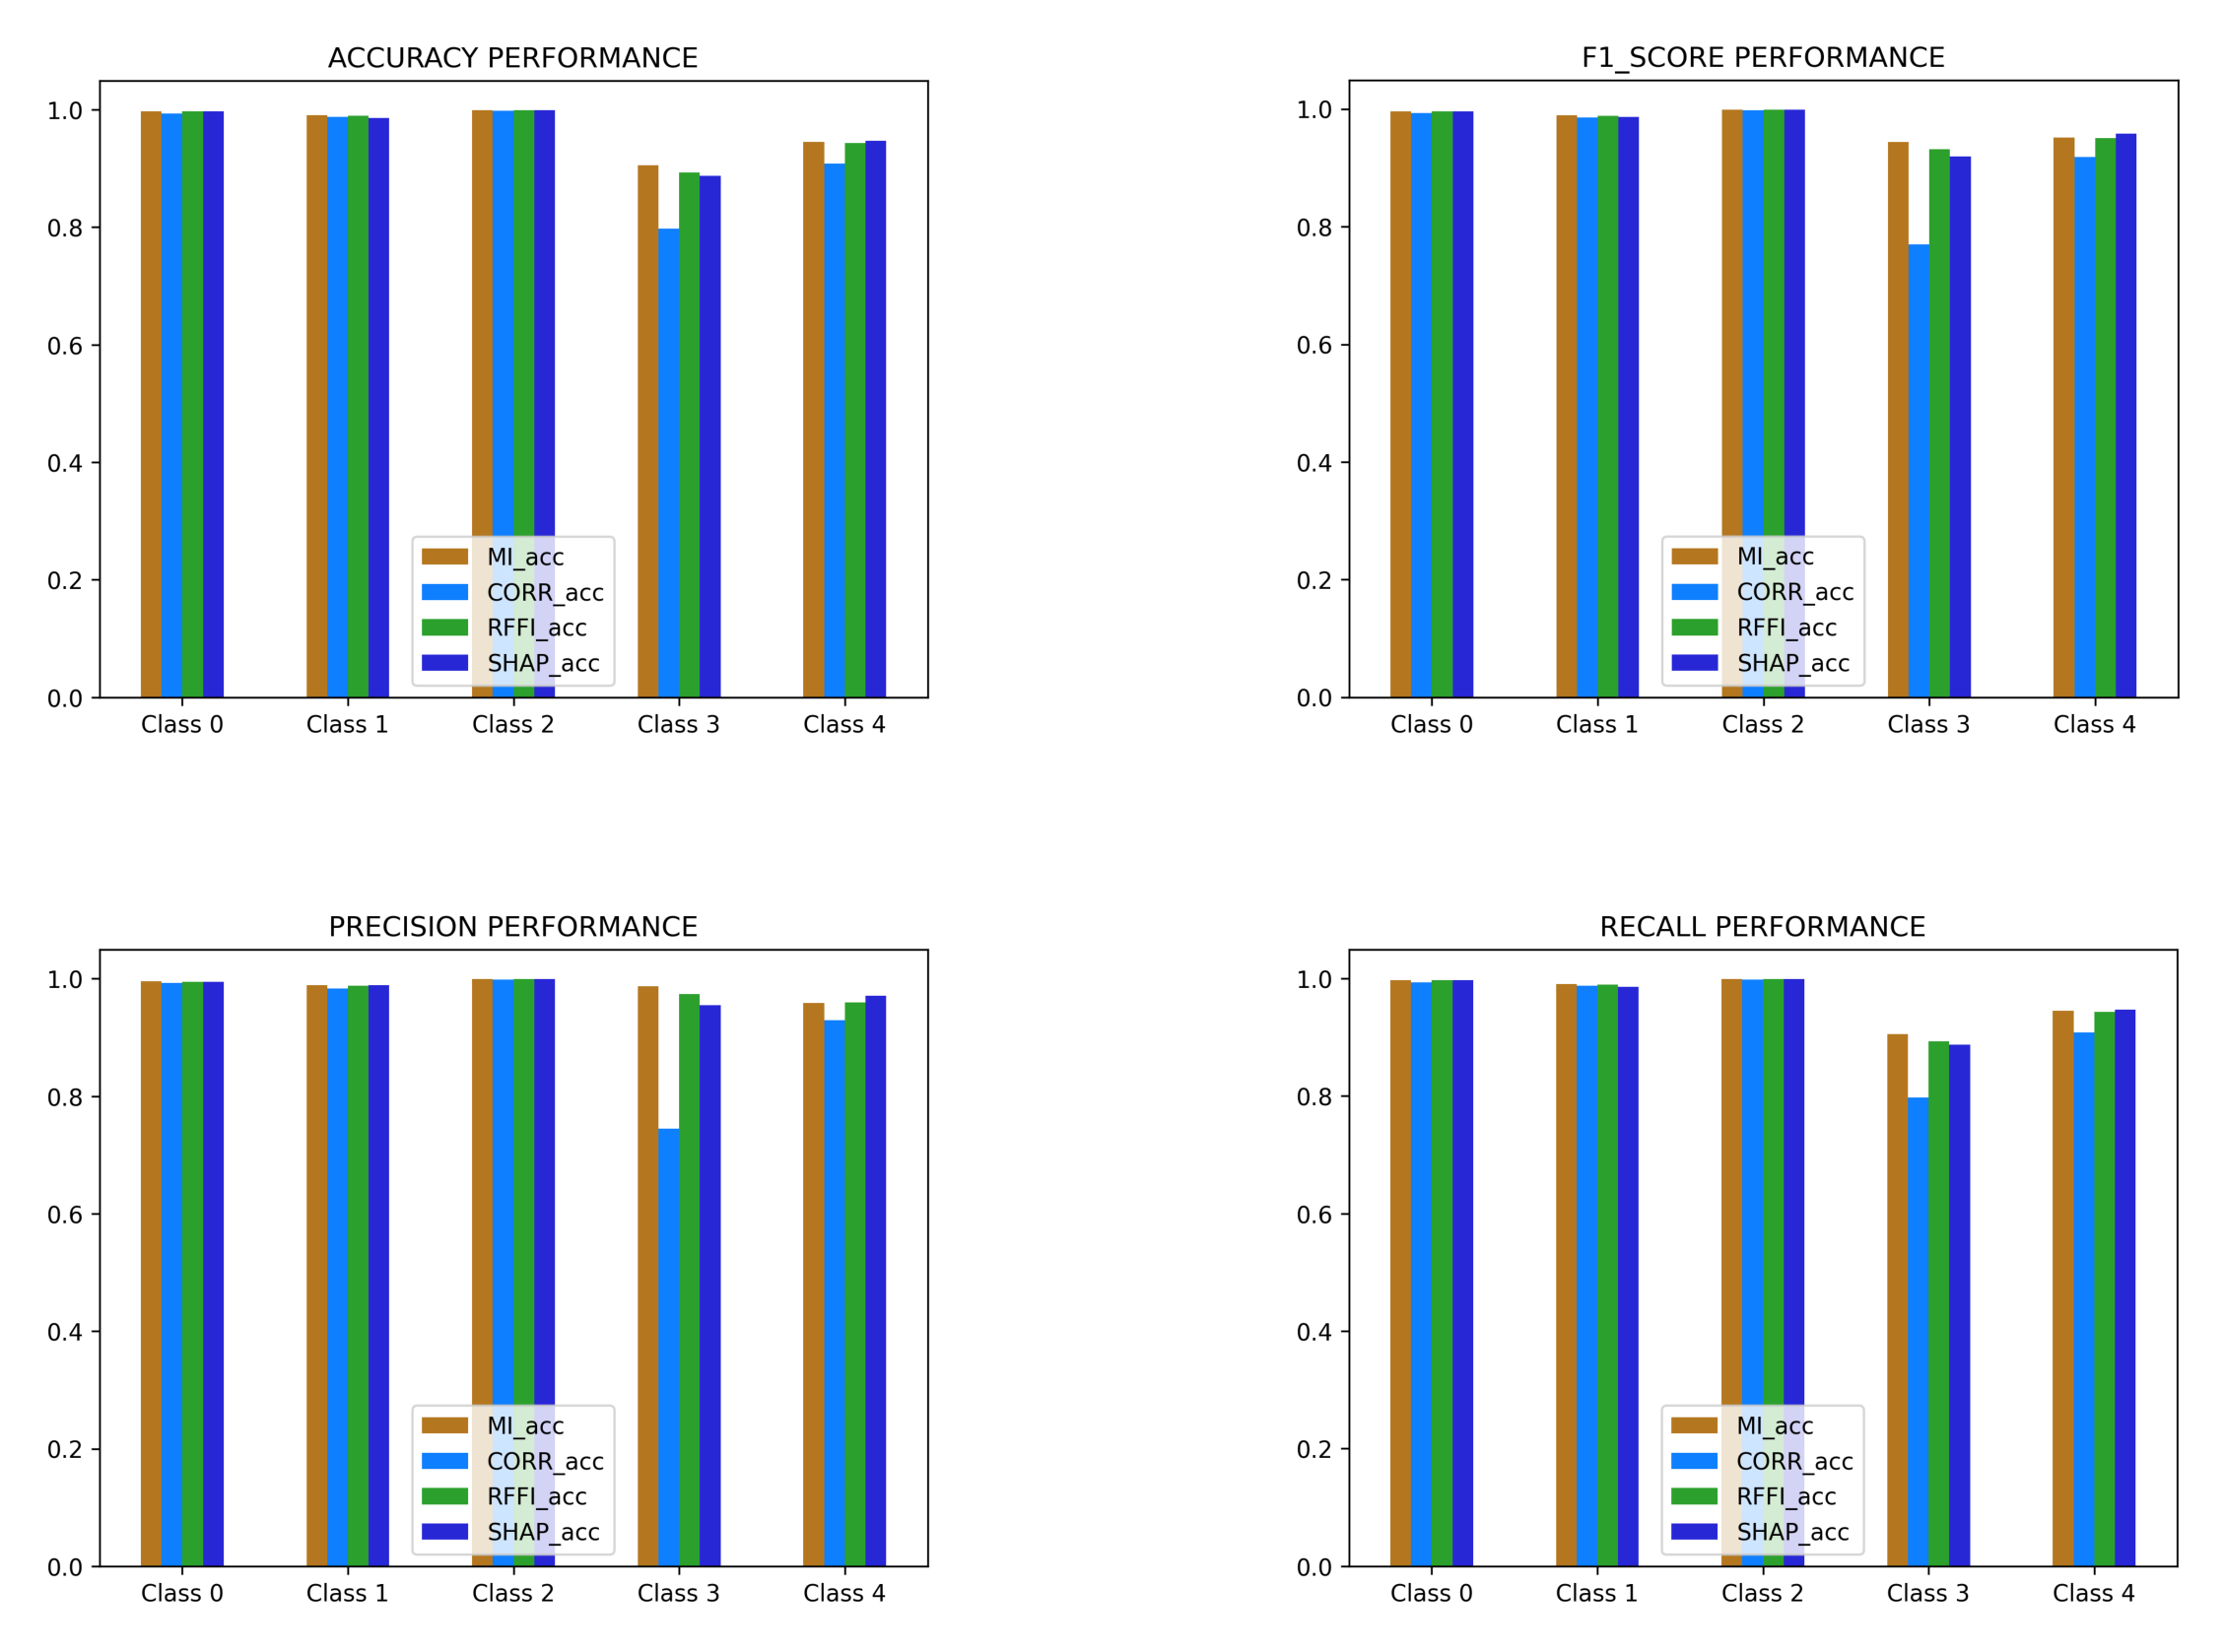 ACCURACY PERFORMANCE
1.0
0.8
0.6
0.4
0.2
0.0
MI_acc
CORR_acc
RFFI_acc
SHAP_acc
Class 0 Class 1 Class 2 Class 3 Class 4
F1_SCORE PERFORMANCE
1.0
0.8
0.6
0.4
0.2
0.0
MI_acc
CORR_acc
RFFI_acc
SHAP_acc
Class 0 Class 1 Class 2 Class 3 Class 4
PRECISION PERFORMANCE
1.0
0.8
0.6
0.4
0.2
0.0
MI_acc
CORR_acc
RFFI_acc
SHAP_acc
Class 0 Class 1 Class 2 Class 3 Class 4
RECALL PERFORMANCE
1.0
0.8
0.6
0.4
0.2
0.0
MI_acc
CORR_acc
RFFI_acc
SHAP_acc
Class 0 Class 1 Class 2 Class 3 Class 4